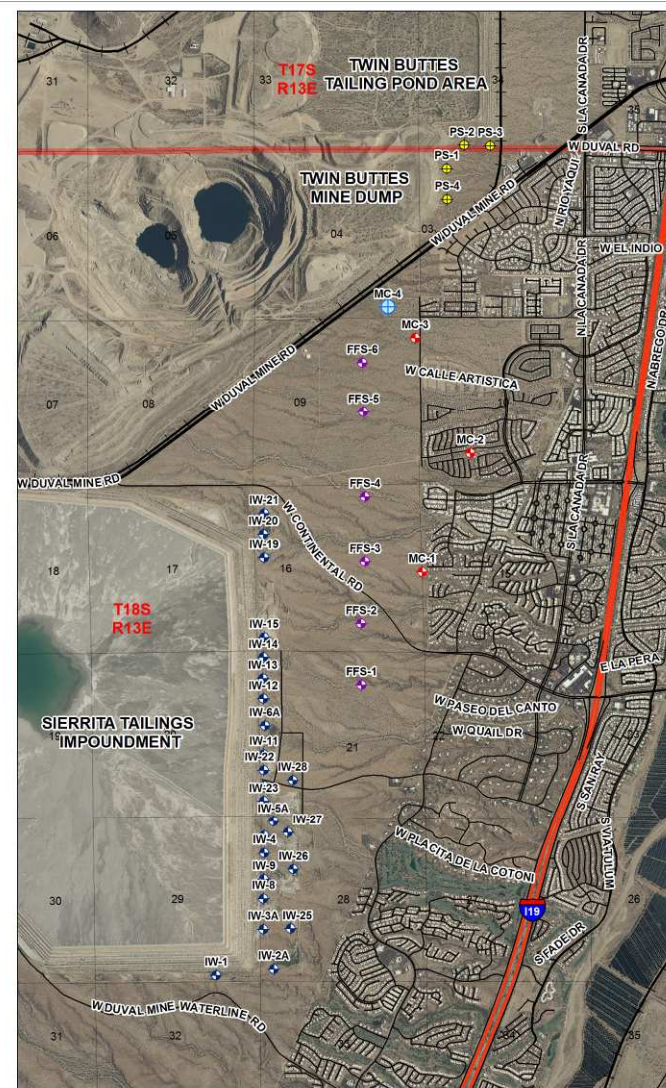 31
32
33
T17S
R13E
TWIN BUTTES
TAILING POND AREA
34
35
S LA CANADA DR
PS-2
PS-3
W DUVAL RD
PS-1
TWIN BUTTES
MINE DUMP
PS-4
N RIO YAQUI
W DUVAL MINE RD
06
05
04
03
W EL INDIO
N LA CANADA DR
N ABREGO DR
MC-4
MC-3
W DUVAL MINE RD
FFS-6
W CALLE ARTISTICA
07
08
09
FFS-5
MC-2
W DUVAL MINE RD
FFS-4
S LA CANADA DR
IW-21
IW-20
IW-19
W CONTINENTAL RD
18
17
16
FFS-3
MC-1
15
14
T18S
R13E
IW-15
FFS-2
IW-14
IW-13
IW-12
FFS-1
E LA PERA
IW-6A
W PASEO DEL CANTO
SIERRITA TAILINGS
IMPOUNDMENT
19
20
21
22
23
W QUAIL DR
IW-11
IW-22
IW-28
IW-23
S SAN RAY
IW-5A
IW-27
S VIA TULUM
IW-4
W PLACITA DE LA COTONI
IW-9
IW-26
IW-8
30
29
28
26
I19
IW-3A
IW-25
S FADE DR
IW-1
IW-2A
W DUVAL MINE-WATERLINE RD
31
32
33
34
35